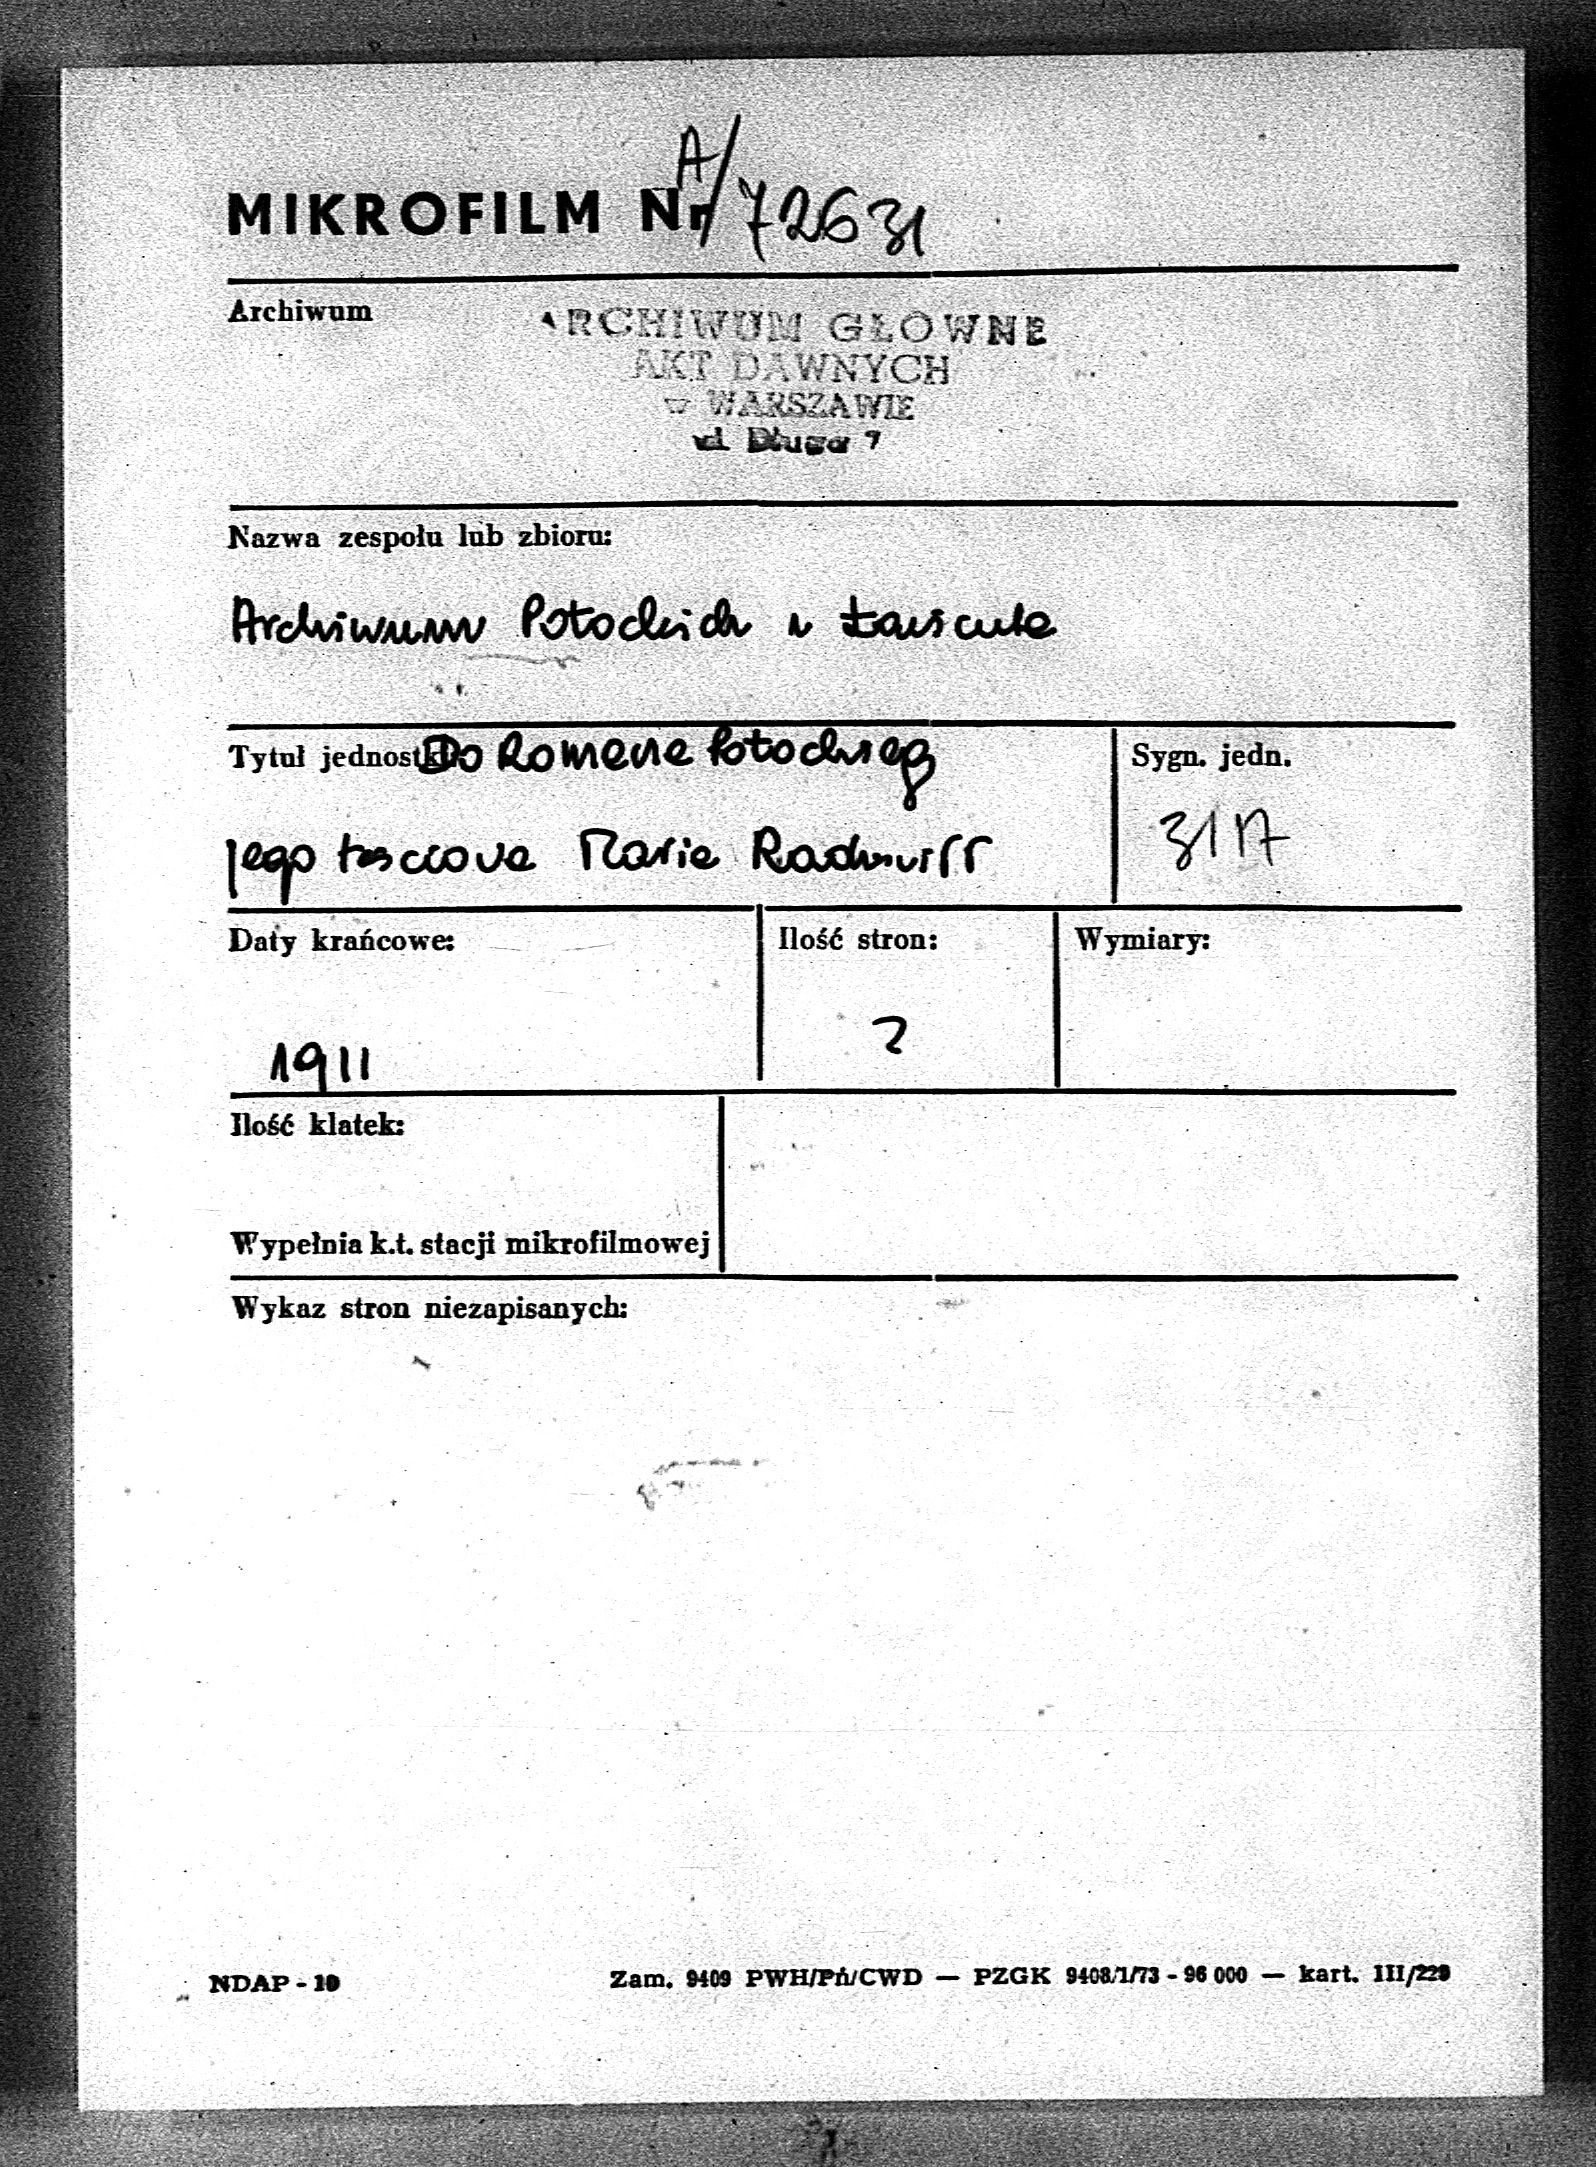 MIKROFILM Nr A/72631
Archiwum
ARCHIWUM GŁÓWNE
AKT DAWNYCH
w WARSZAWIE
ul. Długa 7
Nazwa zespołu lub zbioru:
Archiwum Potockich z Łańcuta
Tytuł jednostki Do Romana Potockiego
Sygn. jedn.
jego teściowa Maria Radziwiłł
3117
Daty krańcowe:
Ilość stron:
Wymiary:
1911
2
Ilość klatek:
Wypełnia k.t. stacji mikrofilmowej
Wykaz stron niezapisanych:
NDAP - 10
Zam. 9409 PWH/Pń/CWD — PZGK 9408/1/73 - 96 000 — kart. III/229